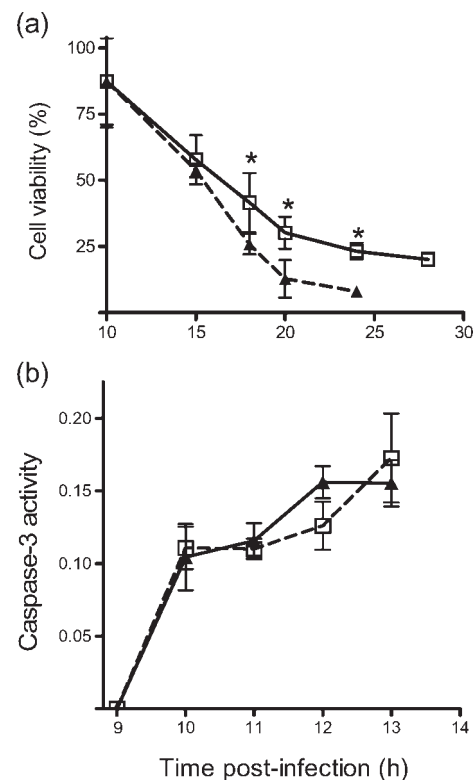 (a)
Cell viability (%)
100
75
50
25
* * *
10 15 20 25 30
(b)
Caspase-3 activity
0.20
0.15
0.10
0.05
9 10 11 12 13 14
Time post-infection (h)